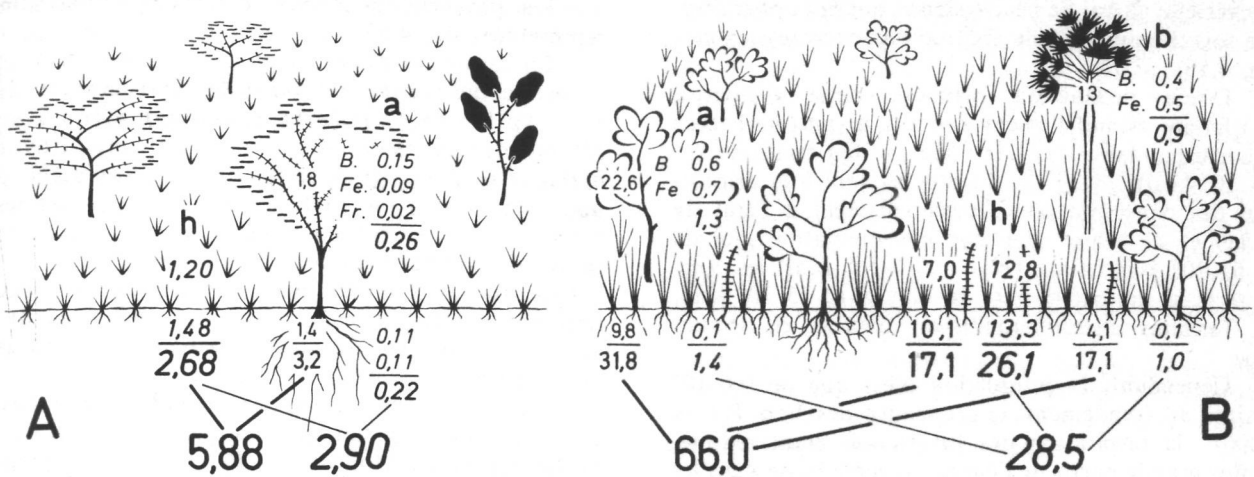 a
B. 0,15
1,8 Fe. 0,09
Fr. 0,02
0,26
h
1,20
1,48 1,4 0,11
2,68 3,2 0,11
0,22
A 5,88 2,90
b
B. 0,4
13 Fe. 0,5
0,9
a
B 0,6
22,6 Fe 0,7
1,3
h
7,0 12,8
9,8 0,1 10,1 13,3 4,1 0,1
31,8 1,4 17,1 26,1 17,1 1,0
66,0 28,5 B